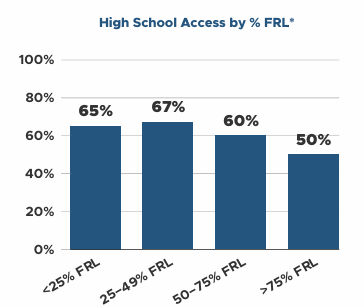 High School Access by % FRL*
100%
80%
60%
40%
20%
0%
65%
67%
60%
50%
<25% FRL
25–49% FRL
50–75% FRL
>75% FRL